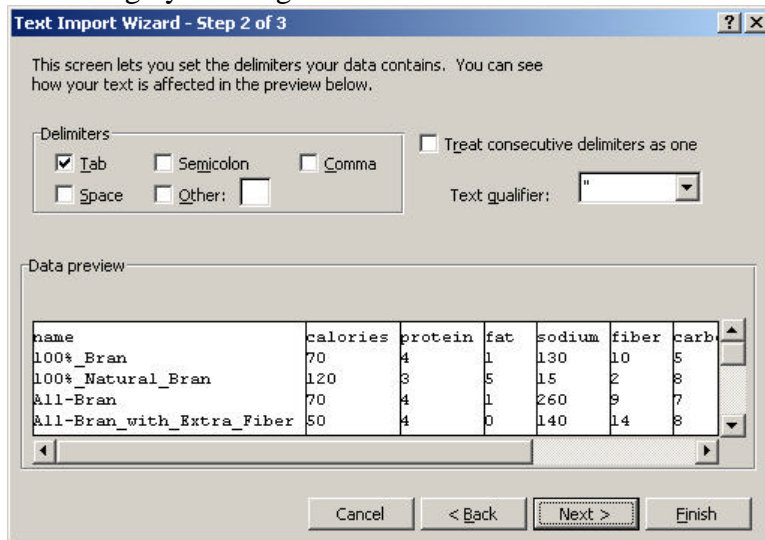 Text Import Wizard - Step 2 of 3
This screen lets you set the delimiters your data contains. You can see
how your text is affected in the preview below.
Delimiters
Tab Semicolon Comma
Space Other:
Treat consecutive delimiters as one
Text qualifier: "
Data preview
name calories protein fat sodium fiber carb
100%_Bran 70 4 1 130 10 5
100%_Natural_Bran 120 3 5 15 2 8
All-Bran 70 4 1 260 9 7
All-Bran_with_Extra_Fiber 50 4 0 140 14 8
Cancel < Back Next > Finish